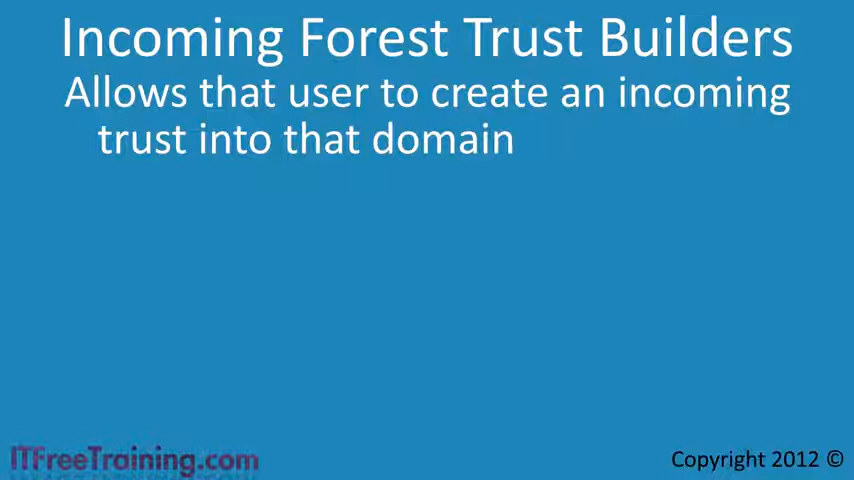 Incoming Forest Trust Builders
Allows that user to create an incoming
trust into that domain
ITFreeTraining.com
Copyright 2012 ©